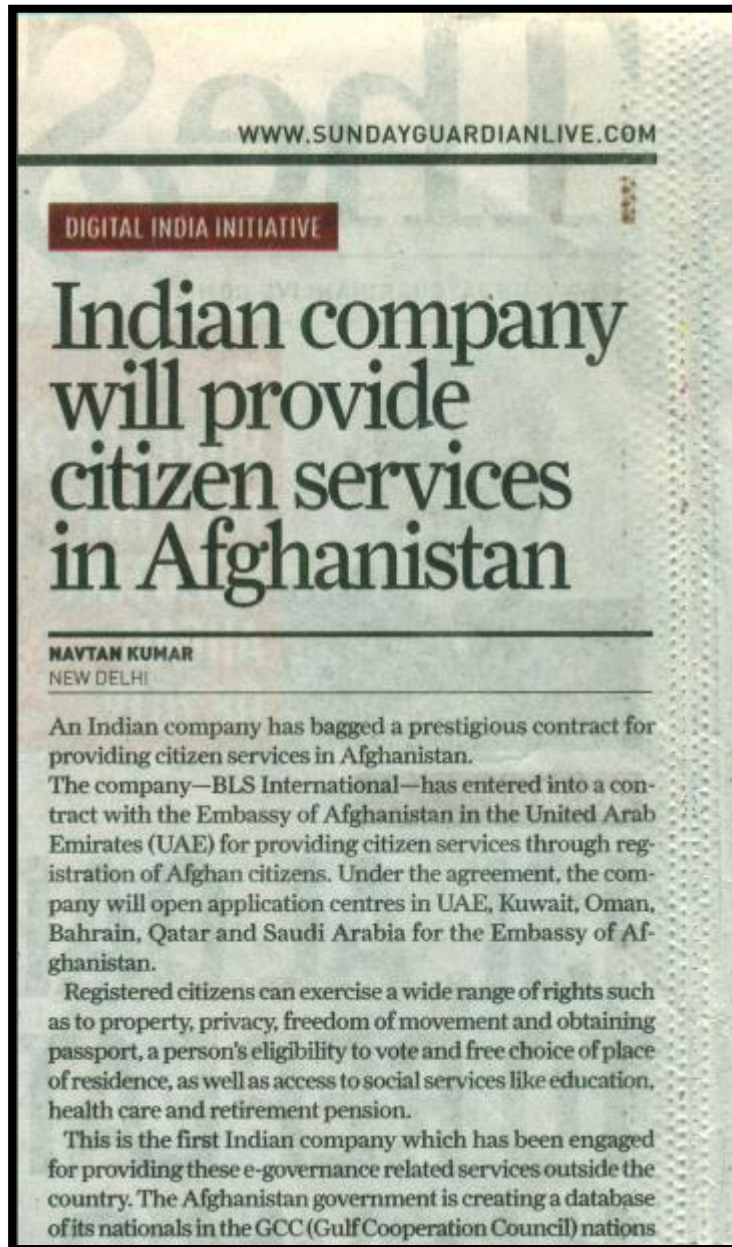 WWW.SUNDAYGUARDIANLIVE.COM
DIGITAL INDIA INITIATIVE
Indian company
will provide
citizen services
in Afghanistan
NAVTAN KUMAR
NEW DELHI
An Indian company has bagged a prestigious contract for
providing citizen services in Afghanistan.
The company—BLS International—has entered into a con-
tract with the Embassy of Afghanistan in the United Arab
Emirates (UAE) for providing citizen services through reg-
istration of Afghan citizens. Under the agreement, the com-
pany will open application centres in UAE, Kuwait, Oman,
Bahrain, Qatar and Saudi Arabia for the Embassy of Af-
ghanistan.
Registered citizens can exercise a wide range of rights such
as to property, privacy, freedom of movement and obtaining
passport, a person's eligibility to vote and free choice of place
of residence, as well as access to social services like education,
health care and retirement pension.
This is the first Indian company which has been engaged
for providing these e-governance related services outside the
country. The Afghanistan government is creating a database
of its nationals in the GCC (Gulf Cooperation Council) nations